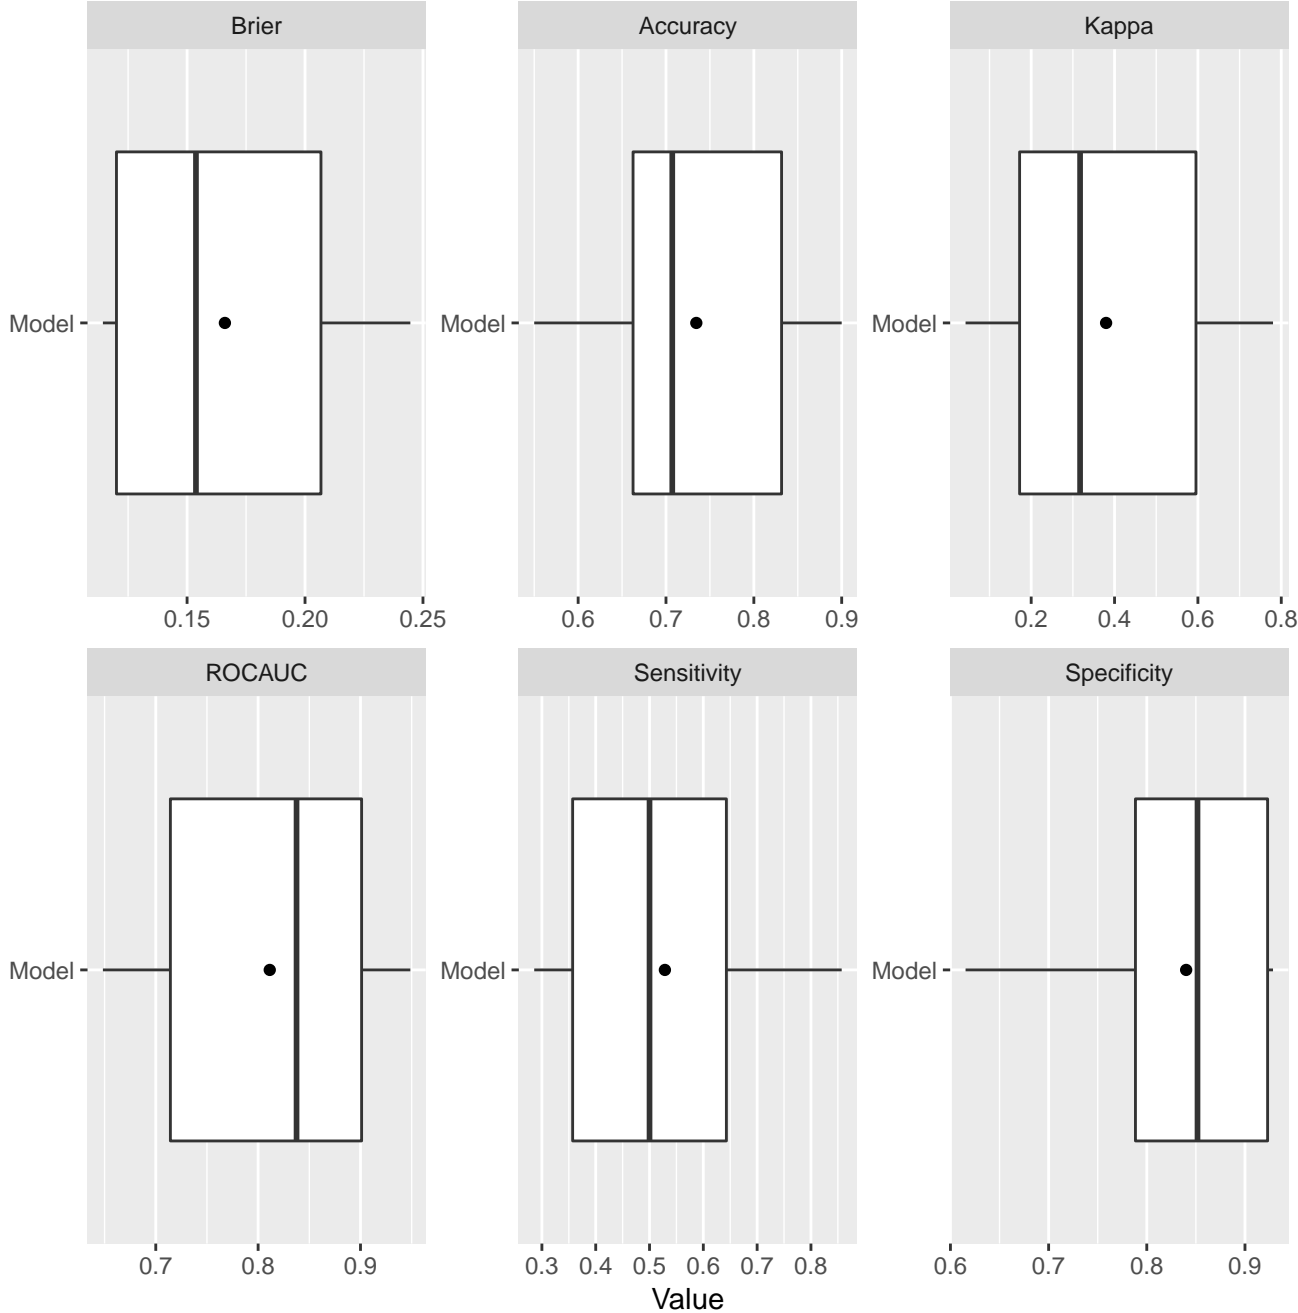 Brier Accuracy Kappa
Model Model Model
0.15 0.20 0.25 0.6 0.7 0.8 0.9 0.2 0.4 0.6 0.8
ROCAUC Sensitivity Specificity
Model Model Model
0.7 0.8 0.9 0.3 0.4 0.5 0.6 0.7 0.8 0.6 0.7 0.8 0.9
Value